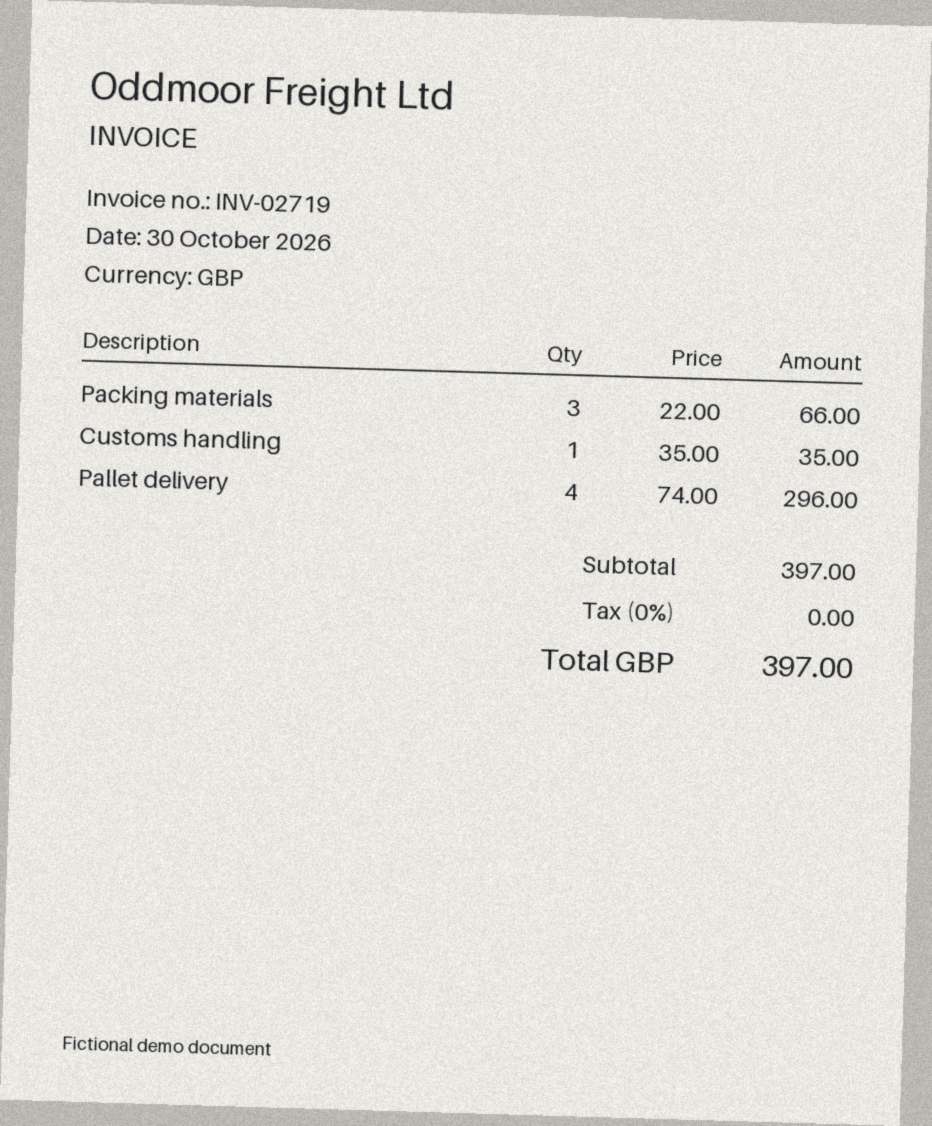 Oddmoor Freight Ltd
INVOICE
Invoice no.: INV-02719
Date: 30 October 2026
Currency: GBP
Description Qty Price Amount
Packing materials 3 22.00 66.00
Customs handling 1 35.00 35.00
Pallet delivery 4 74.00 296.00
Subtotal 397.00
Tax (0%) 0.00
Total GBP 397.00
Fictional demo document